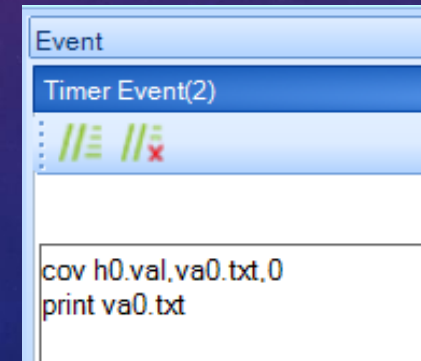 Event
Timer Event(2)
cov h0.val,va0.txt,0
print va0.txt